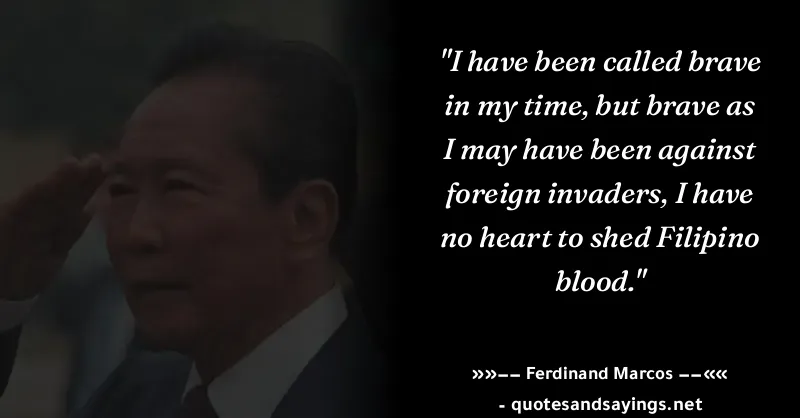 "I have been called brave
in my time, but brave as
I may have been against
foreign invaders, I have
no heart to shed Filipino
blood."
»»−− Ferdinand Marcos −−««
- quotesandsayings.net